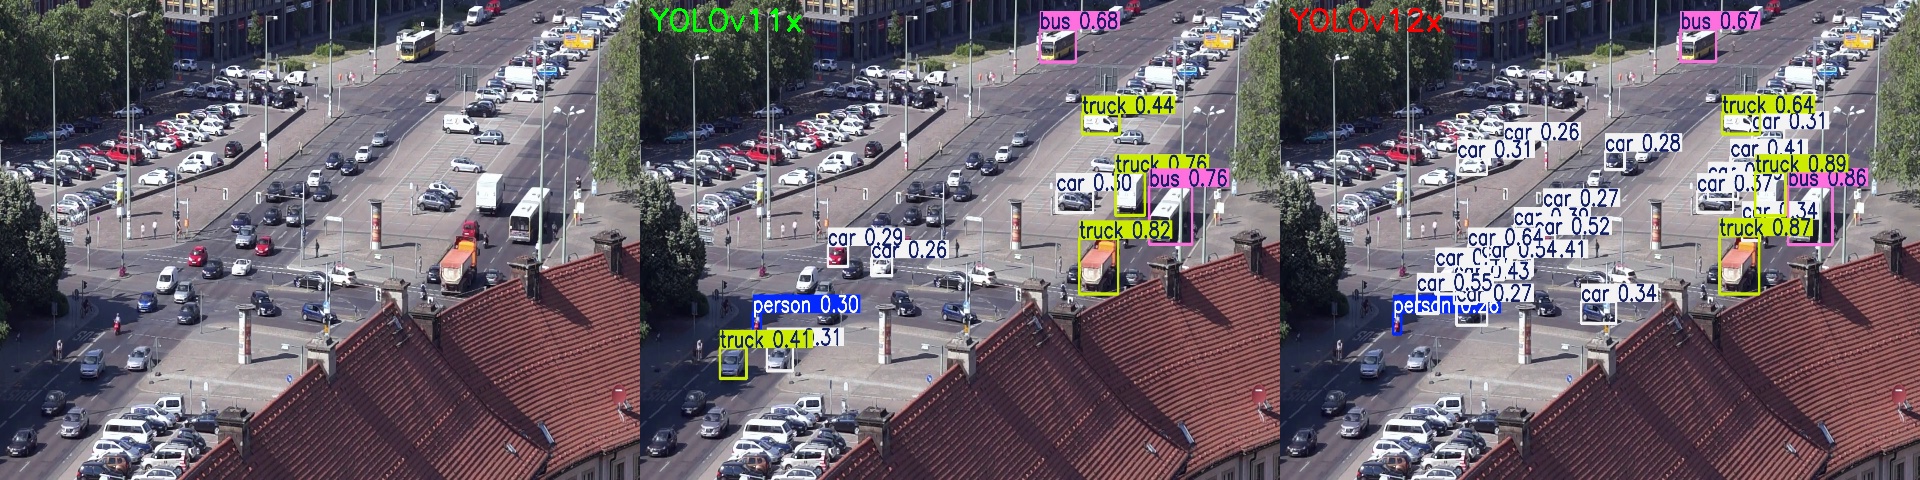 YOLOv11x
bus 0.68
truck 0.44
truck 0.76
car 0.30
bus 0.76
truck 0.82
car 0.29
car 0.26
person 0.30
truck 0.41
.31
YOLOv12x
bus 0.67
truck 0.64
car 0.31
car 0.26
car 0.28
car 0.31
car 0.41
truck 0.89
car 0.37
bus 0.86
car 0.27
0.34
0.52
truck 0.87
car 0.64
.41
0.43
car 0.55
0.27
car 0.34
person 0.26